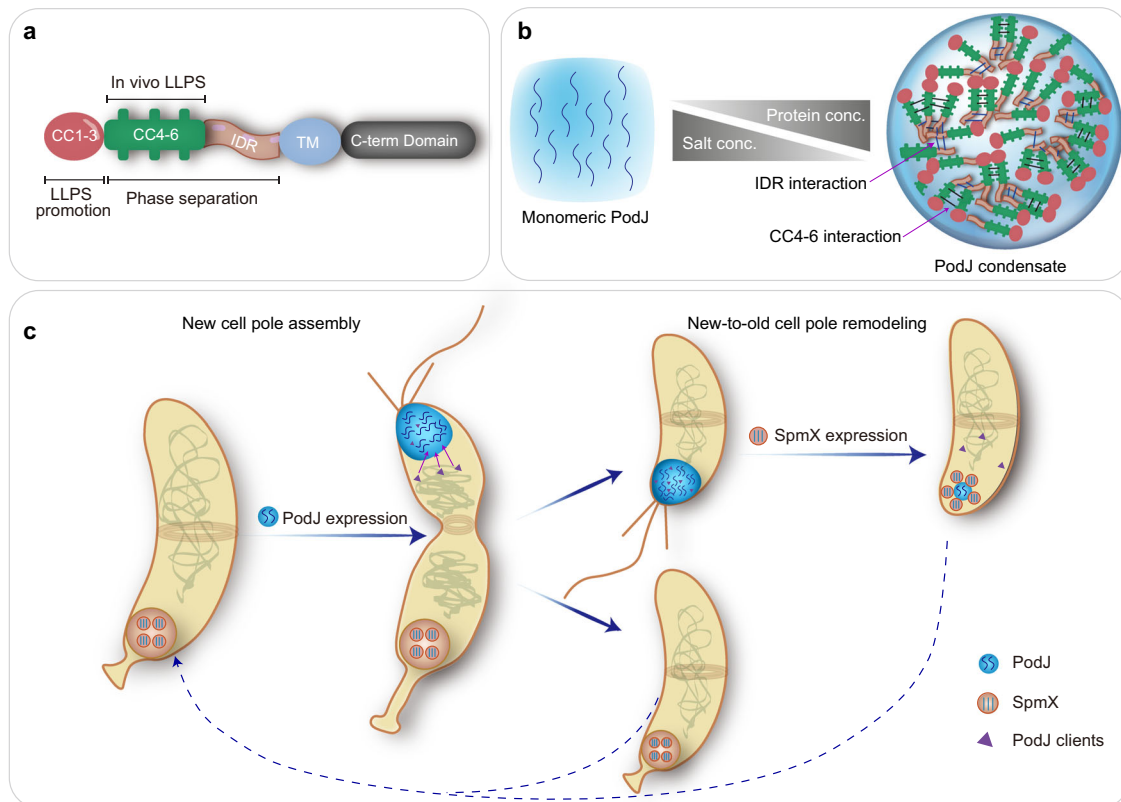 a
In vivo LLPS
CC1-3
CC4-6
IDR
TM
C-term Domain
LLPS
promotion
Phase separation
b
Monomeric PodJ
Protein conc.
Salt conc.
IDR interaction
CC4-6 interaction
PodJ condensate
c
New cell pole assembly
New-to-old cell pole remodeling
PodJ expression
SpmX expression
PodJ
SpmX
PodJ clients